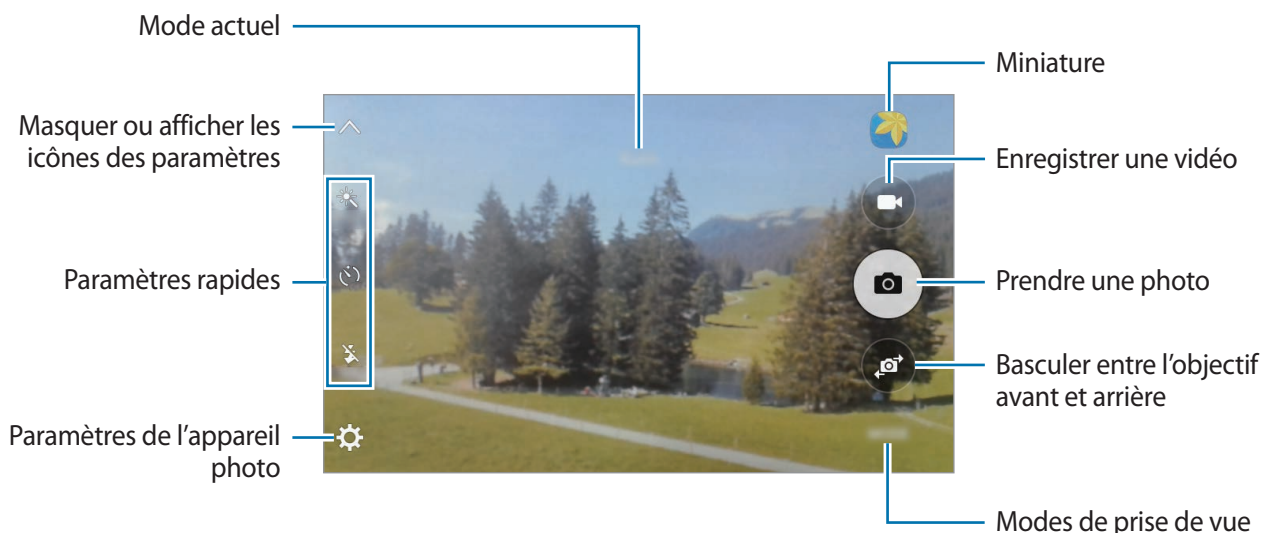 Mode actuel
Masquer ou afficher les
icônes des paramètres
Paramètres rapides
Paramètres de l’appareil
photo
Miniature
Enregistrer une vidéo
Prendre une photo
Basculer entre l’objectif
avant et arrière
Modes de prise de vue